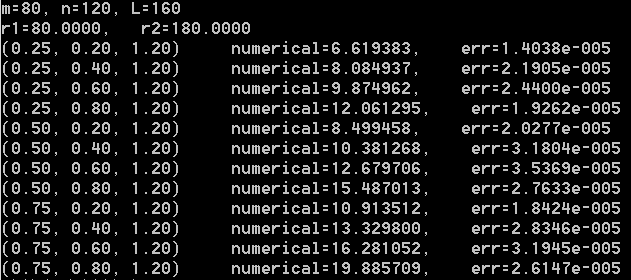 m=80, n=120, L=160
r1=80.0000,   r2=180.0000
(0.25, 0.20, 1.20)    numerical=6.619383,    err=1.4038e-005
(0.25, 0.40, 1.20)    numerical=8.084937,    err=2.1905e-005
(0.25, 0.60, 1.20)    numerical=9.874962,    err=2.4400e-005
(0.25, 0.80, 1.20)    numerical=12.061295,    err=1.9262e-005
(0.50, 0.20, 1.20)    numerical=8.499458,    err=2.0277e-005
(0.50, 0.40, 1.20)    numerical=10.381268,    err=3.1804e-005
(0.50, 0.60, 1.20)    numerical=12.679706,    err=3.5369e-005
(0.50, 0.80, 1.20)    numerical=15.487013,    err=2.7633e-005
(0.75, 0.20, 1.20)    numerical=10.913512,    err=1.8424e-005
(0.75, 0.40, 1.20)    numerical=13.329800,    err=2.8346e-005
(0.75, 0.60, 1.20)    numerical=16.281052,    err=3.1945e-005
(0.75, 0.80, 1.20)    numerical=19.885709,    err=2.6147e-005